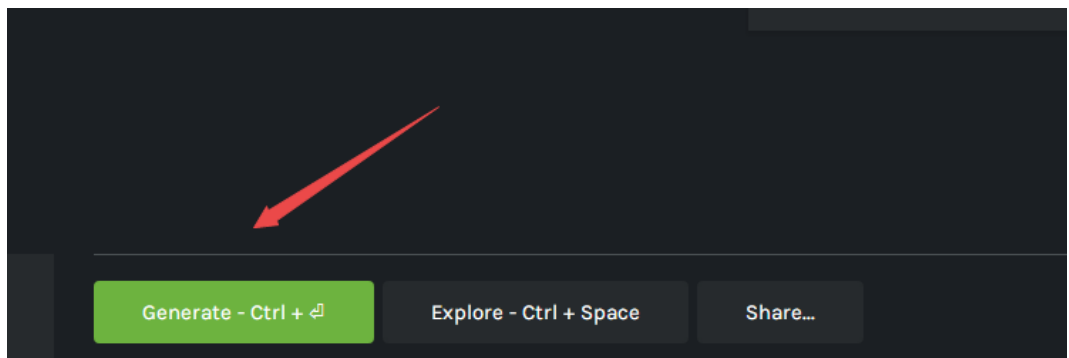 Generate - Ctrl + ⏎
Explore - Ctrl + Space
Share...